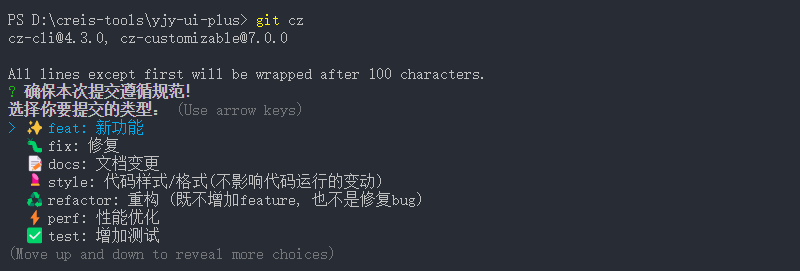 PS D:\creis-tools\yjy-ui-plus> git cz
cz-cli@4.3.0, cz-customizable@7.0.0
All lines except first will be wrapped after 100 characters.
? 确保本次提交遵循规范!
选择你要提交的类型: (Use arrow keys)
> ✨ feat: 新功能
🐛 fix: 修复
📝 docs: 文档变更
💄 style: 代码样式/格式(不影响代码运行的变动)
♻️ refactor: 重构 (既不增加feature, 也不是修复bug)
⚡ perf: 性能优化
✅ test: 增加测试
(Move up and down to reveal more choices)